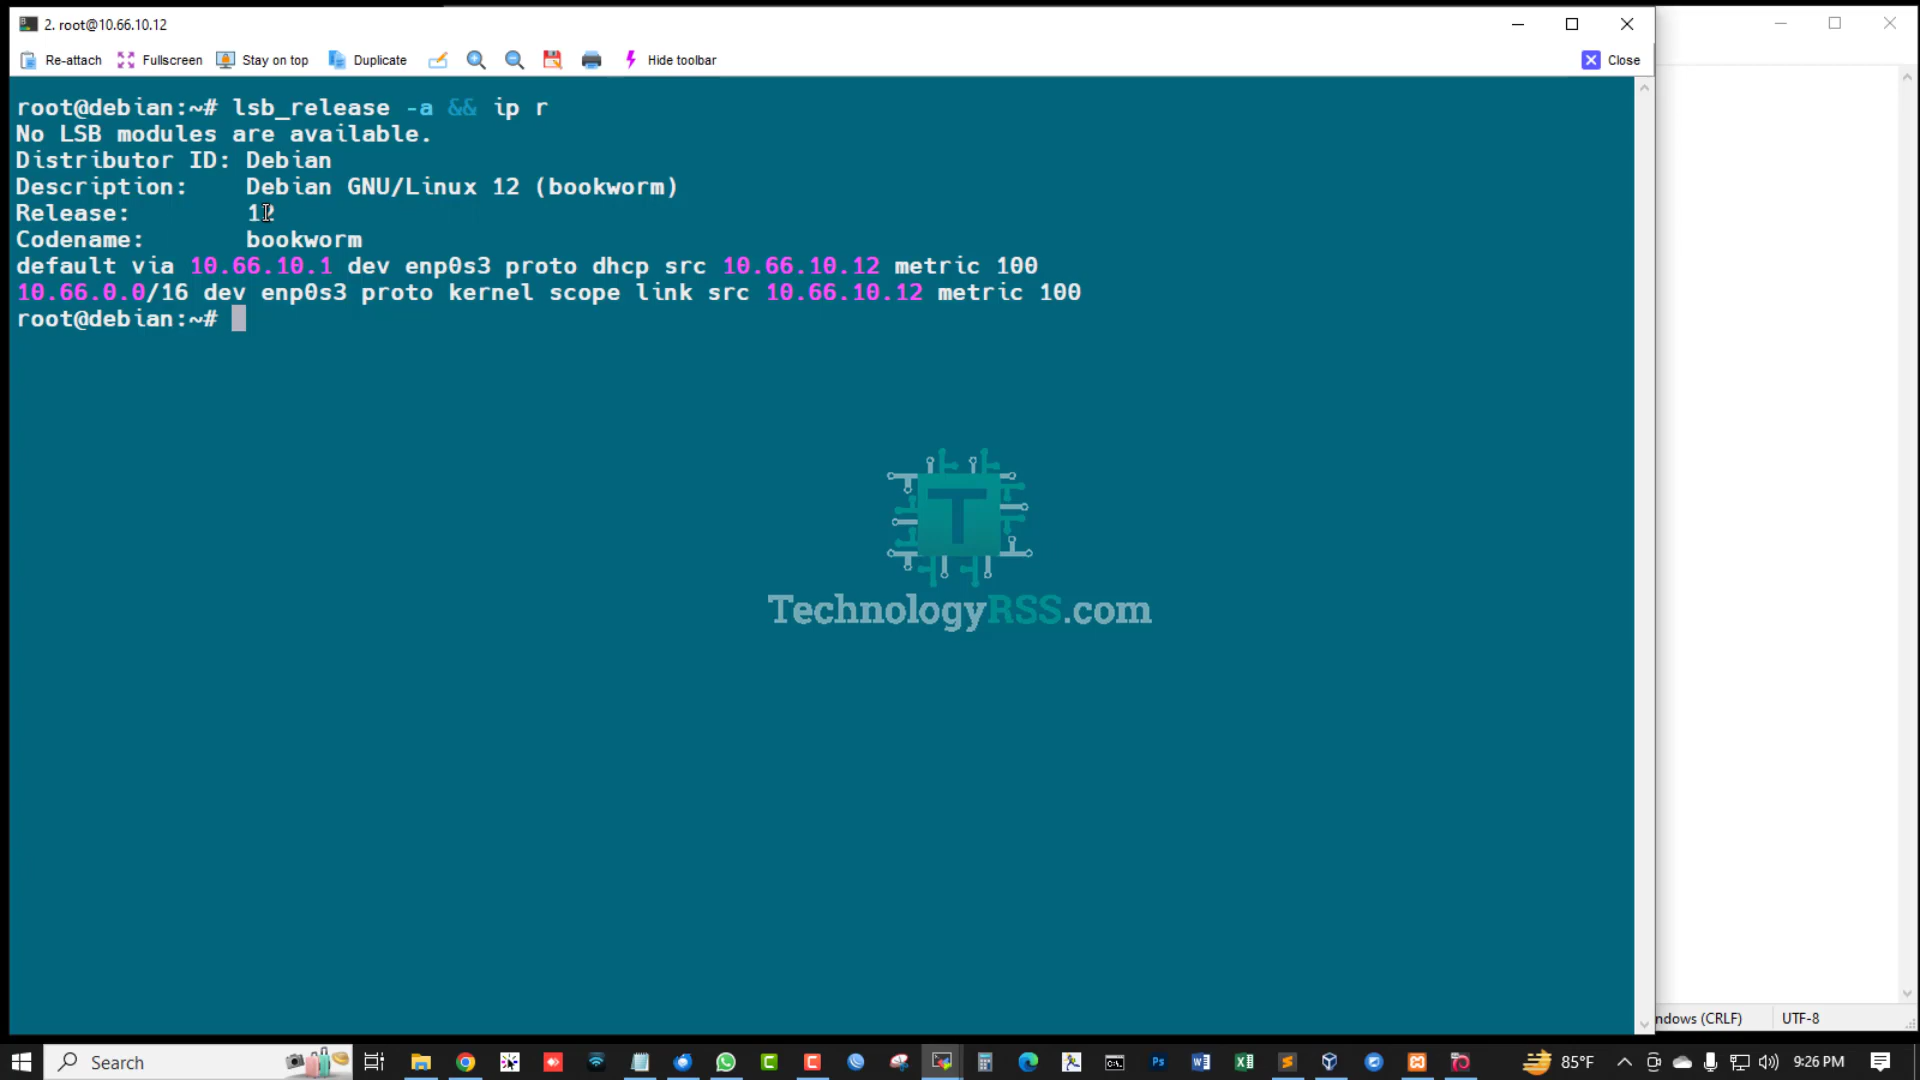 2. root@10.66.10.12
Re-attach Fullscreen Stay on top Duplicate Hide toolbar Close
root@debian:~# lsb_release -a && ip r
No LSB modules are available.
Distributor ID: Debian
Description: Debian GNU/Linux 12 (bookworm)
Release: 12
Codename: bookworm
default via 10.66.10.1 dev enp0s3 proto dhcp src 10.66.10.12 metric 100
10.66.0.0/16 dev enp0s3 proto kernel scope link src 10.66.10.12 metric 100
root@debian:~#
T
TechnologyRSS.com
ndows (CRLF) UTF-8
Search 85°F 9:26 PM